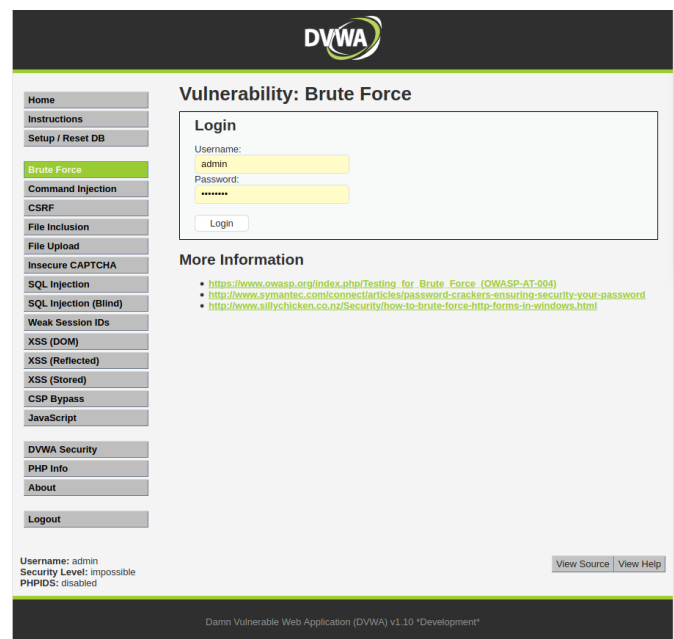 DVWA
Home
Instructions
Setup / Reset DB
Brute Force
Command Injection
CSRF
File Inclusion
File Upload
Insecure CAPTCHA
SQL Injection
SQL Injection (Blind)
Weak Session IDs
XSS (DOM)
XSS (Reflected)
XSS (Stored)
CSP Bypass
JavaScript
DVWA Security
PHP Info
About
Logout
Vulnerability: Brute Force
Login
Username:
admin
Password:
••••••••
Login
More Information
https://www.owasp.org/index.php/Testing_for_Brute_Force_(OWASP-AT-004)
http://www.symantec.com/connect/articles/password-crackers-ensuring-security-your-password
http://www.sillychicken.co.nz/Security/how-to-brute-force-http-forms-in-windows.html
Username: admin
Security Level: impossible
PHPIDS: disabled
View Source View Help
Damn Vulnerable Web Application (DVWA) v1.10 *Development*